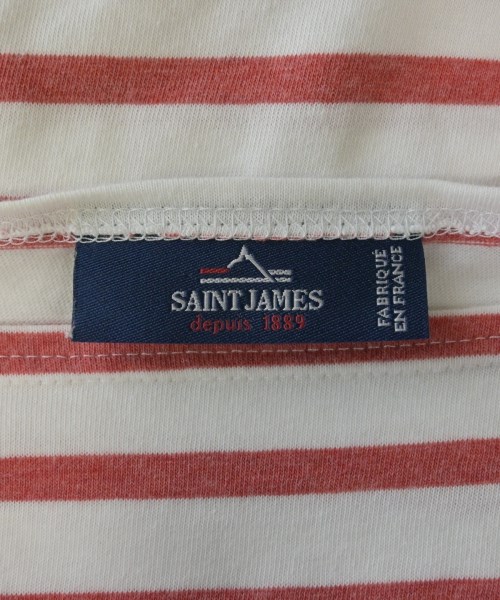 SAINT JAMES
depuis 1889
FABRIQUÉ
EN FRANCE